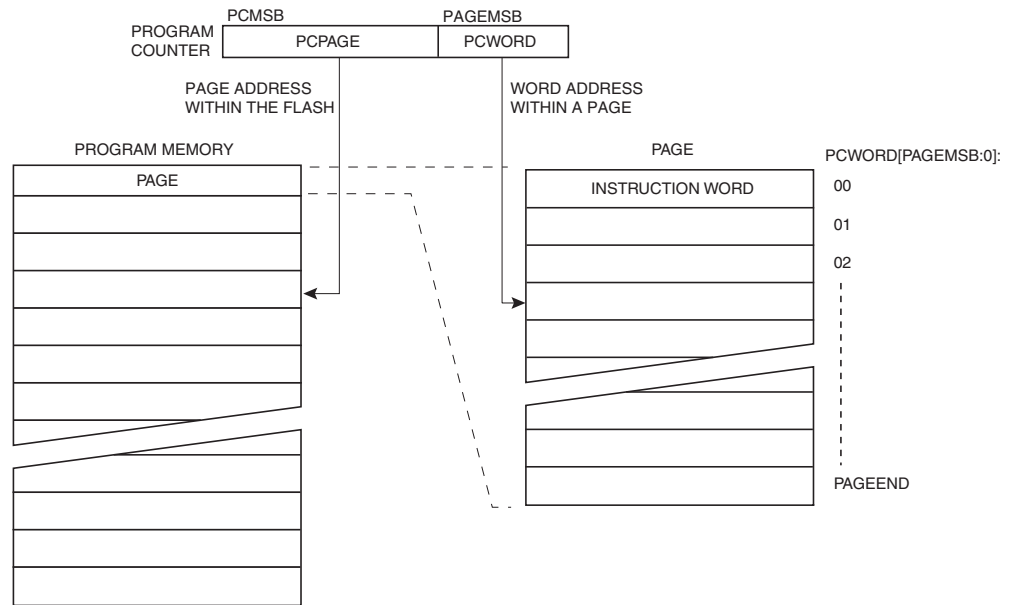 PCMSB
PAGEMSB
PROGRAM
COUNTER
PCPAGE
PCWORD
PAGE ADDRESS
WITHIN THE FLASH
WORD ADDRESS
WITHIN A PAGE
PROGRAM MEMORY
PAGE
PAGE
PCWORD[PAGEMSB:0]:
INSTRUCTION WORD
00
01
02
PAGEEND